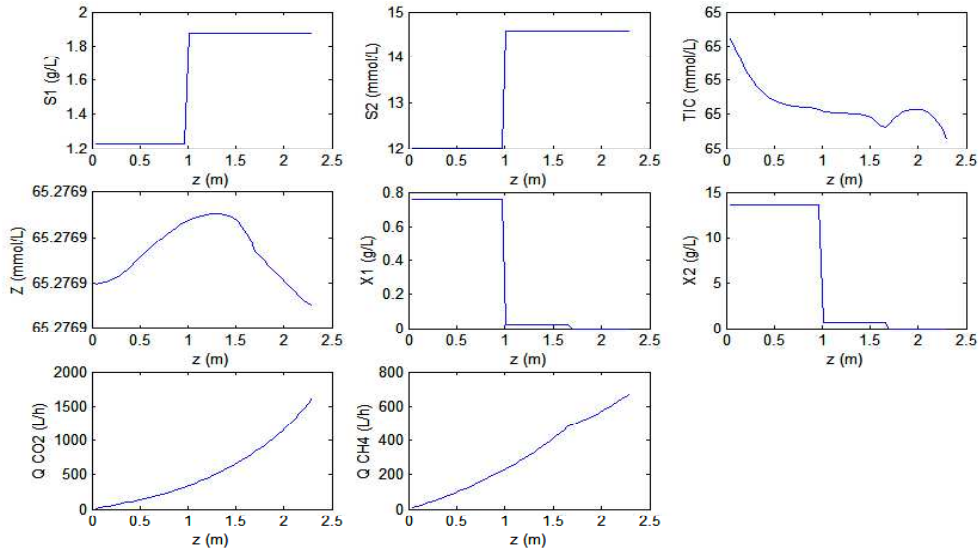 2
1.8
1.6
1.4
1.2
S1 (g/L)
0 0.5 1 1.5 2 2.5
z (m)
15
14
13
12
S2 (mmol/L)
0 0.5 1 1.5 2 2.5
z (m)
65
65
65
65
TIC (mmol/L)
0 0.5 1 1.5 2 2.5
z (m)
65.2769
65.2769
65.2769
65.2769
Z (mmol/L)
0 0.5 1 1.5 2 2.5
z (m)
0.8
0.6
0.4
0.2
0
X1 (g/L)
0 0.5 1 1.5 2 2.5
z (m)
15
10
5
0
X2 (g/L)
0 0.5 1 1.5 2 2.5
z (m)
2000
1500
1000
500
0
Q CO2 (L/h)
0 0.5 1 1.5 2 2.5
z (m)
800
600
400
200
0
Q CH4 (L/h)
0 0.5 1 1.5 2 2.5
z (m)